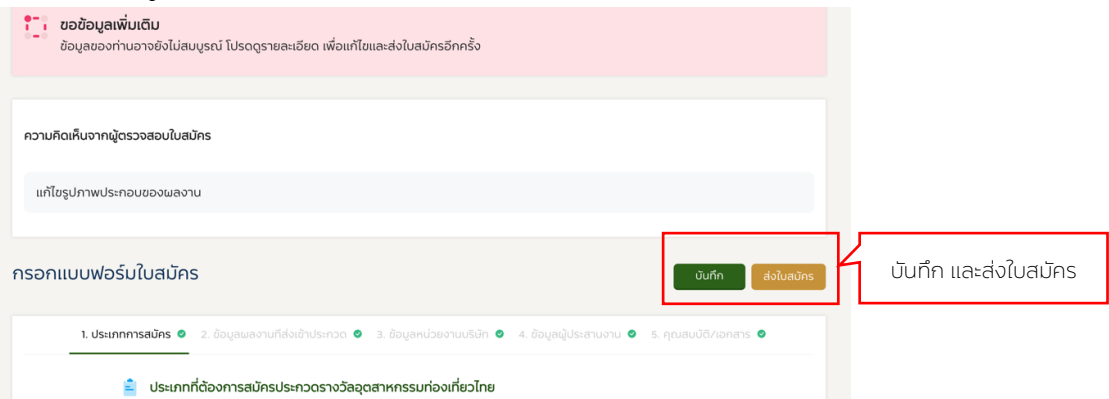 ขอข้อมูลเพิ่มเติม
ข้อมูลของท่านอาจยังไม่สมบูรณ์ โปรดดูรายละเอียด เพื่อแก้ไขและส่งใบสมัครอีกครั้ง
ความคิดเห็นจากผู้ตรวจสอบใบสมัคร
แก้ไขรูปภาพประกอบของผลงาน
กรอกแบบฟอร์มใบสมัคร
บันทึก ส่งใบสมัคร
บันทึก และส่งใบสมัคร
1. ประเภทการสมัคร 2. ข้อมูลผลงานที่ส่งเข้าประกวด 3. ข้อมูลหน่วยงานบริษัท 4. ข้อมูลผู้ประสานงาน 5. คุณสมบัติ/เอกสาร
ประเภทที่ต้องการสมัครประกวดรางวัลอุตสาหกรรมท่องเที่ยวไทย